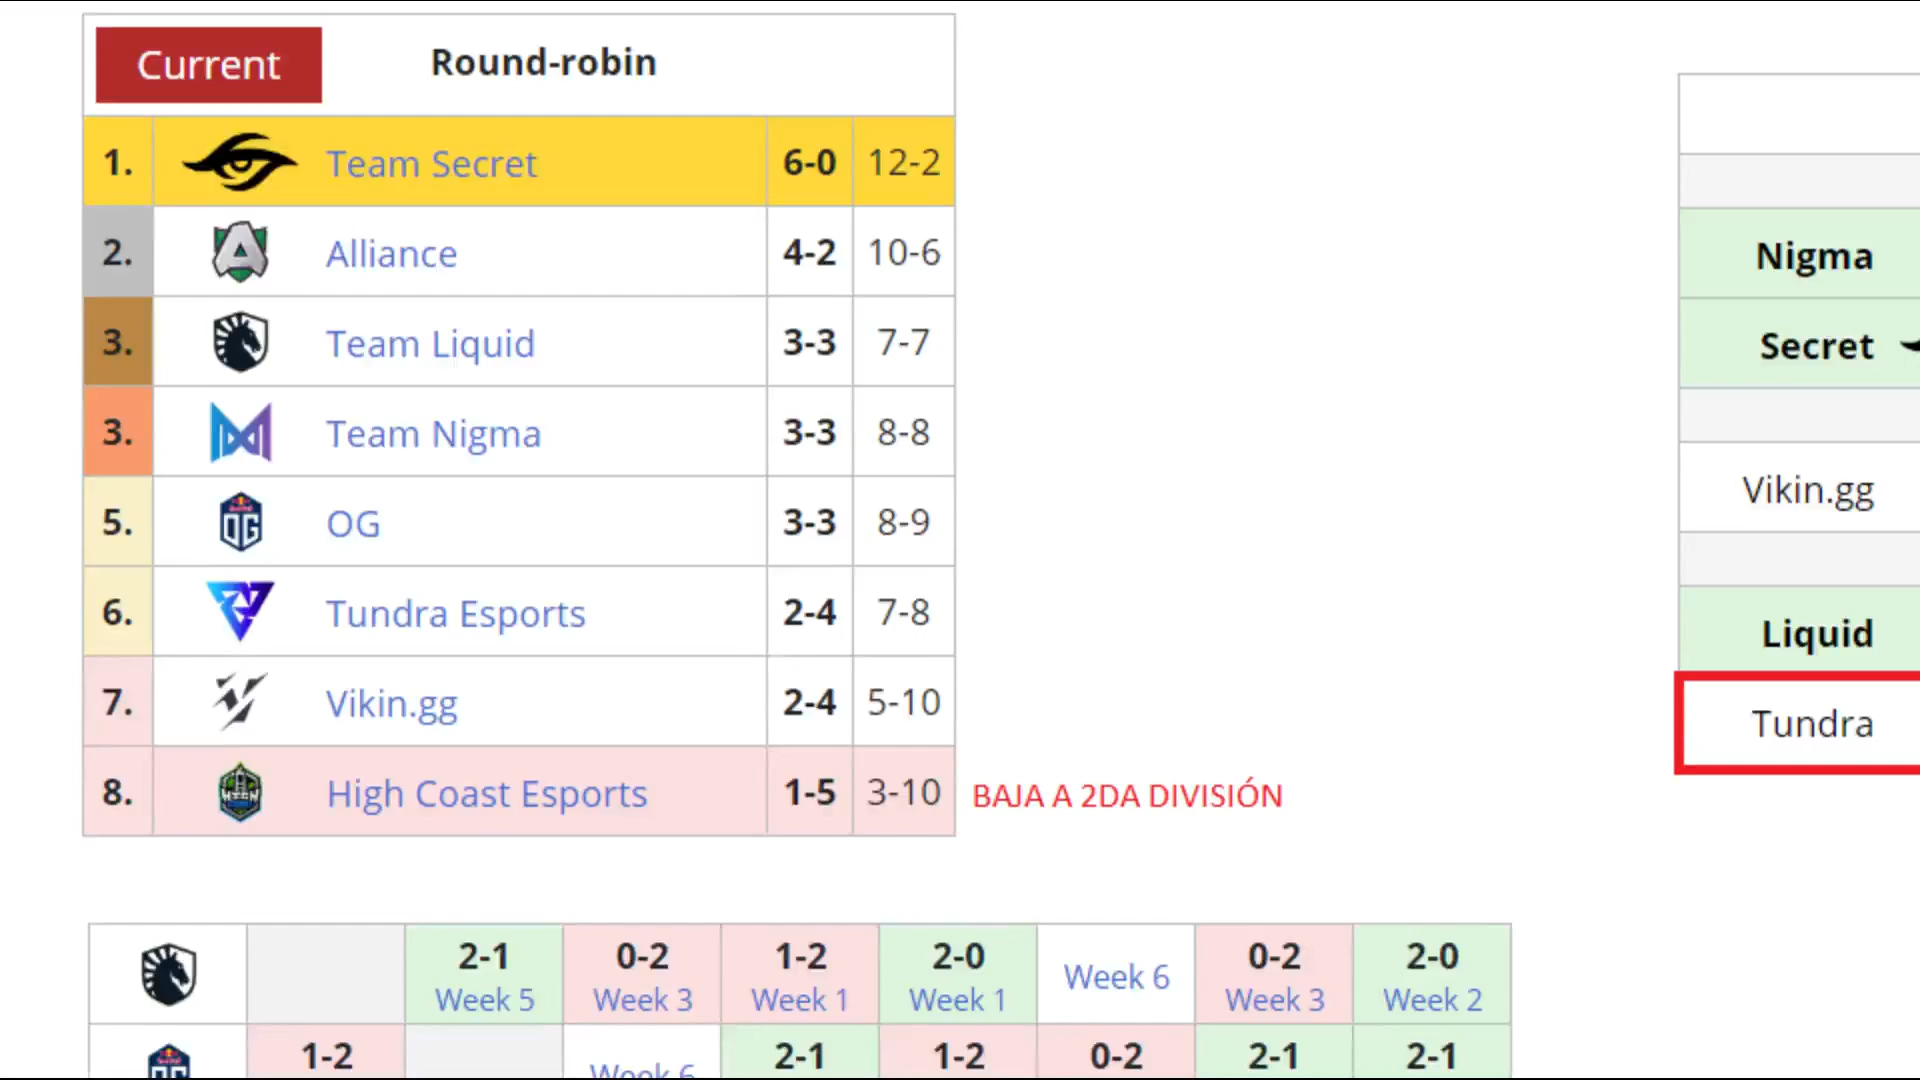 Current Round-robin
1. Team Secret 6-0 12-2
2. Alliance 4-2 10-6
3. Team Liquid 3-3 7-7
3. Team Nigma 3-3 8-8
5. OG 3-3 8-9
6. Tundra Esports 2-4 7-8
7. Vikin.gg 2-4 5-10
8. High Coast Esports 1-5 3-10 BAJA A 2DA DIVISIÓN
Nigma
Secret
Vikin.gg
Liquid
Tundra
2-1 0-2 1-2 2-0 Week 6 0-2 2-0
Week 5 Week 3 Week 1 Week 1 Week 3 Week 2
1-2 Week 6 2-1 1-2 0-2 2-1 2-1